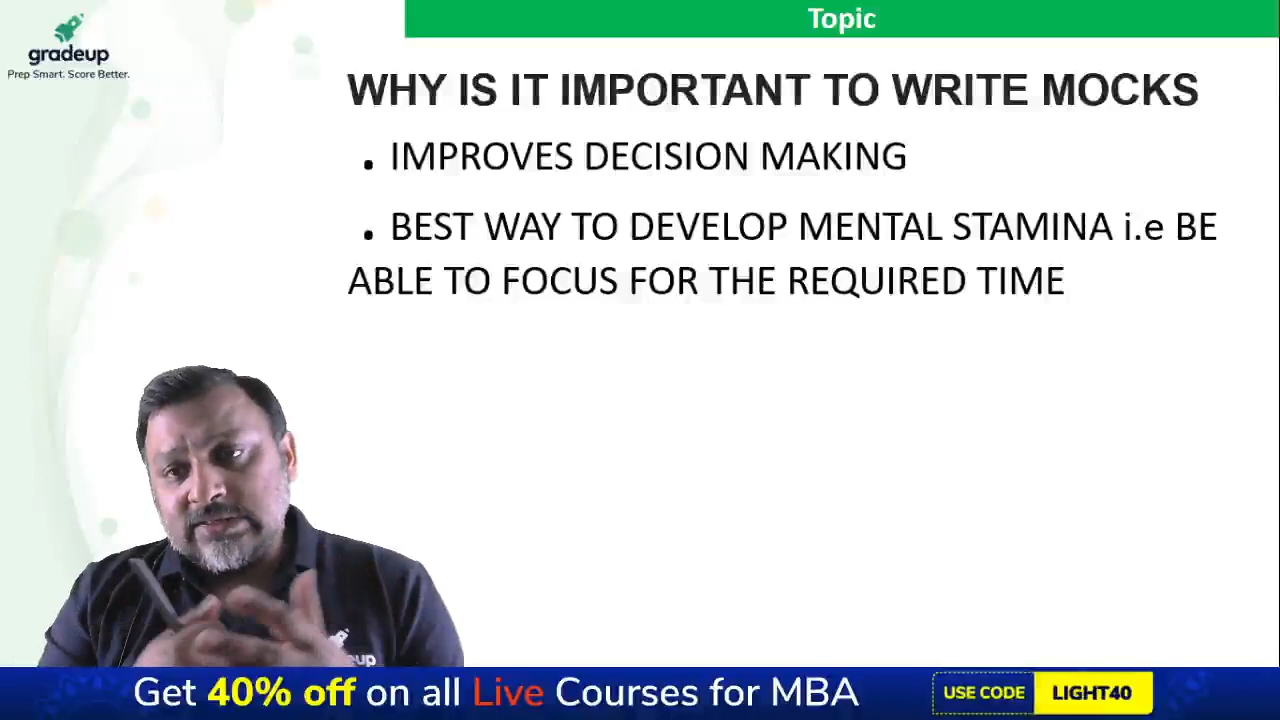 Topic
gradeup
Prep Smart. Score Better.
WHY IS IT IMPORTANT TO WRITE MOCKS
. IMPROVES DECISION MAKING
. BEST WAY TO DEVELOP MENTAL STAMINA i.e BE
ABLE TO FOCUS FOR THE REQUIRED TIME
eup
Get 40% off on all Live Courses for MBA
USE CODE LIGHT40